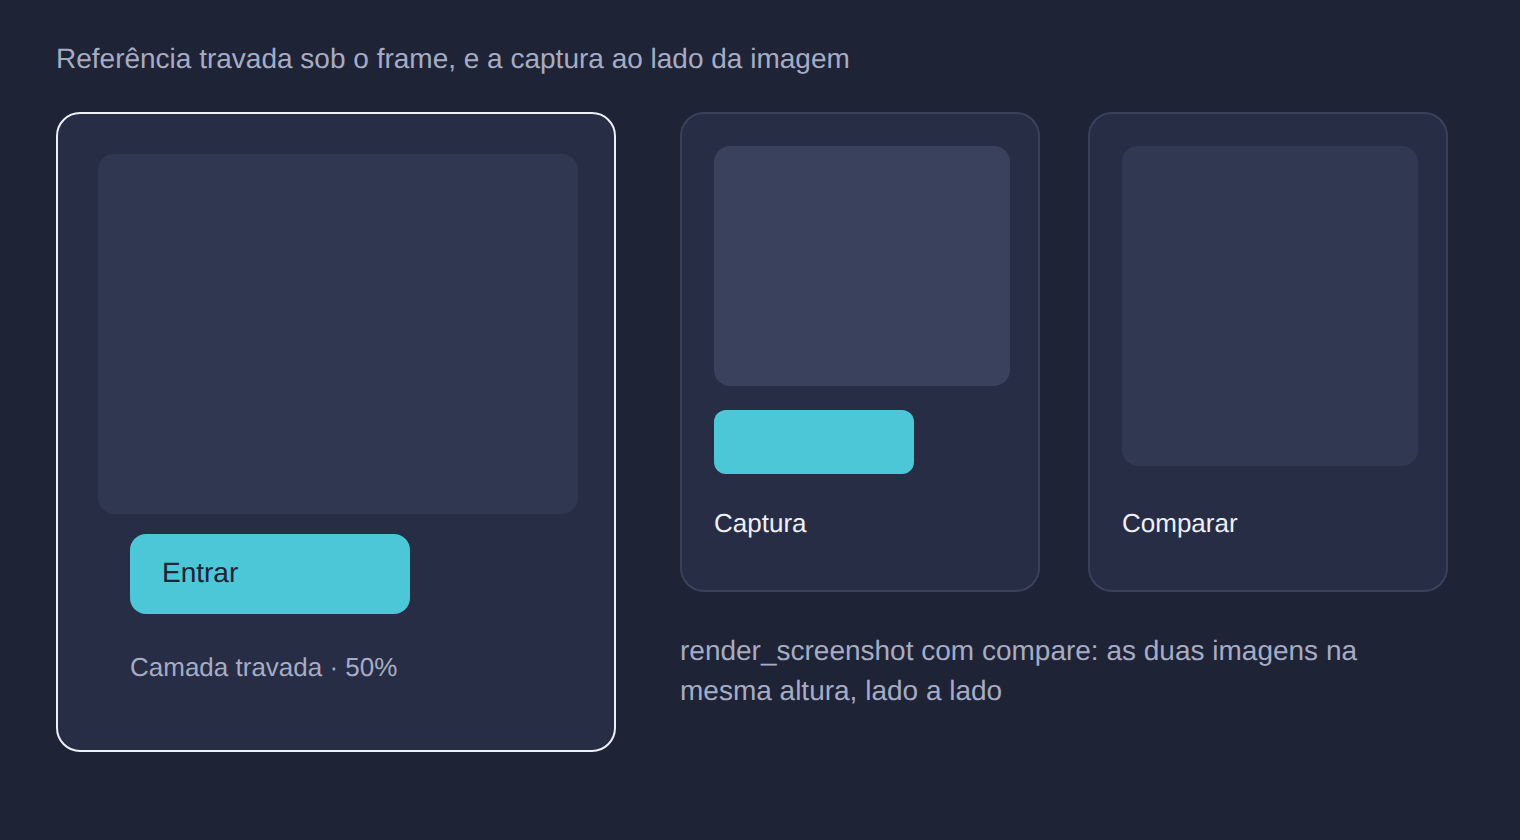 Referência travada sob o frame, e a captura ao lado da imagem
Entrar
Camada travada · 50%
Captura
Comparar
render_screenshot com compare: as duas imagens na
mesma altura, lado a lado